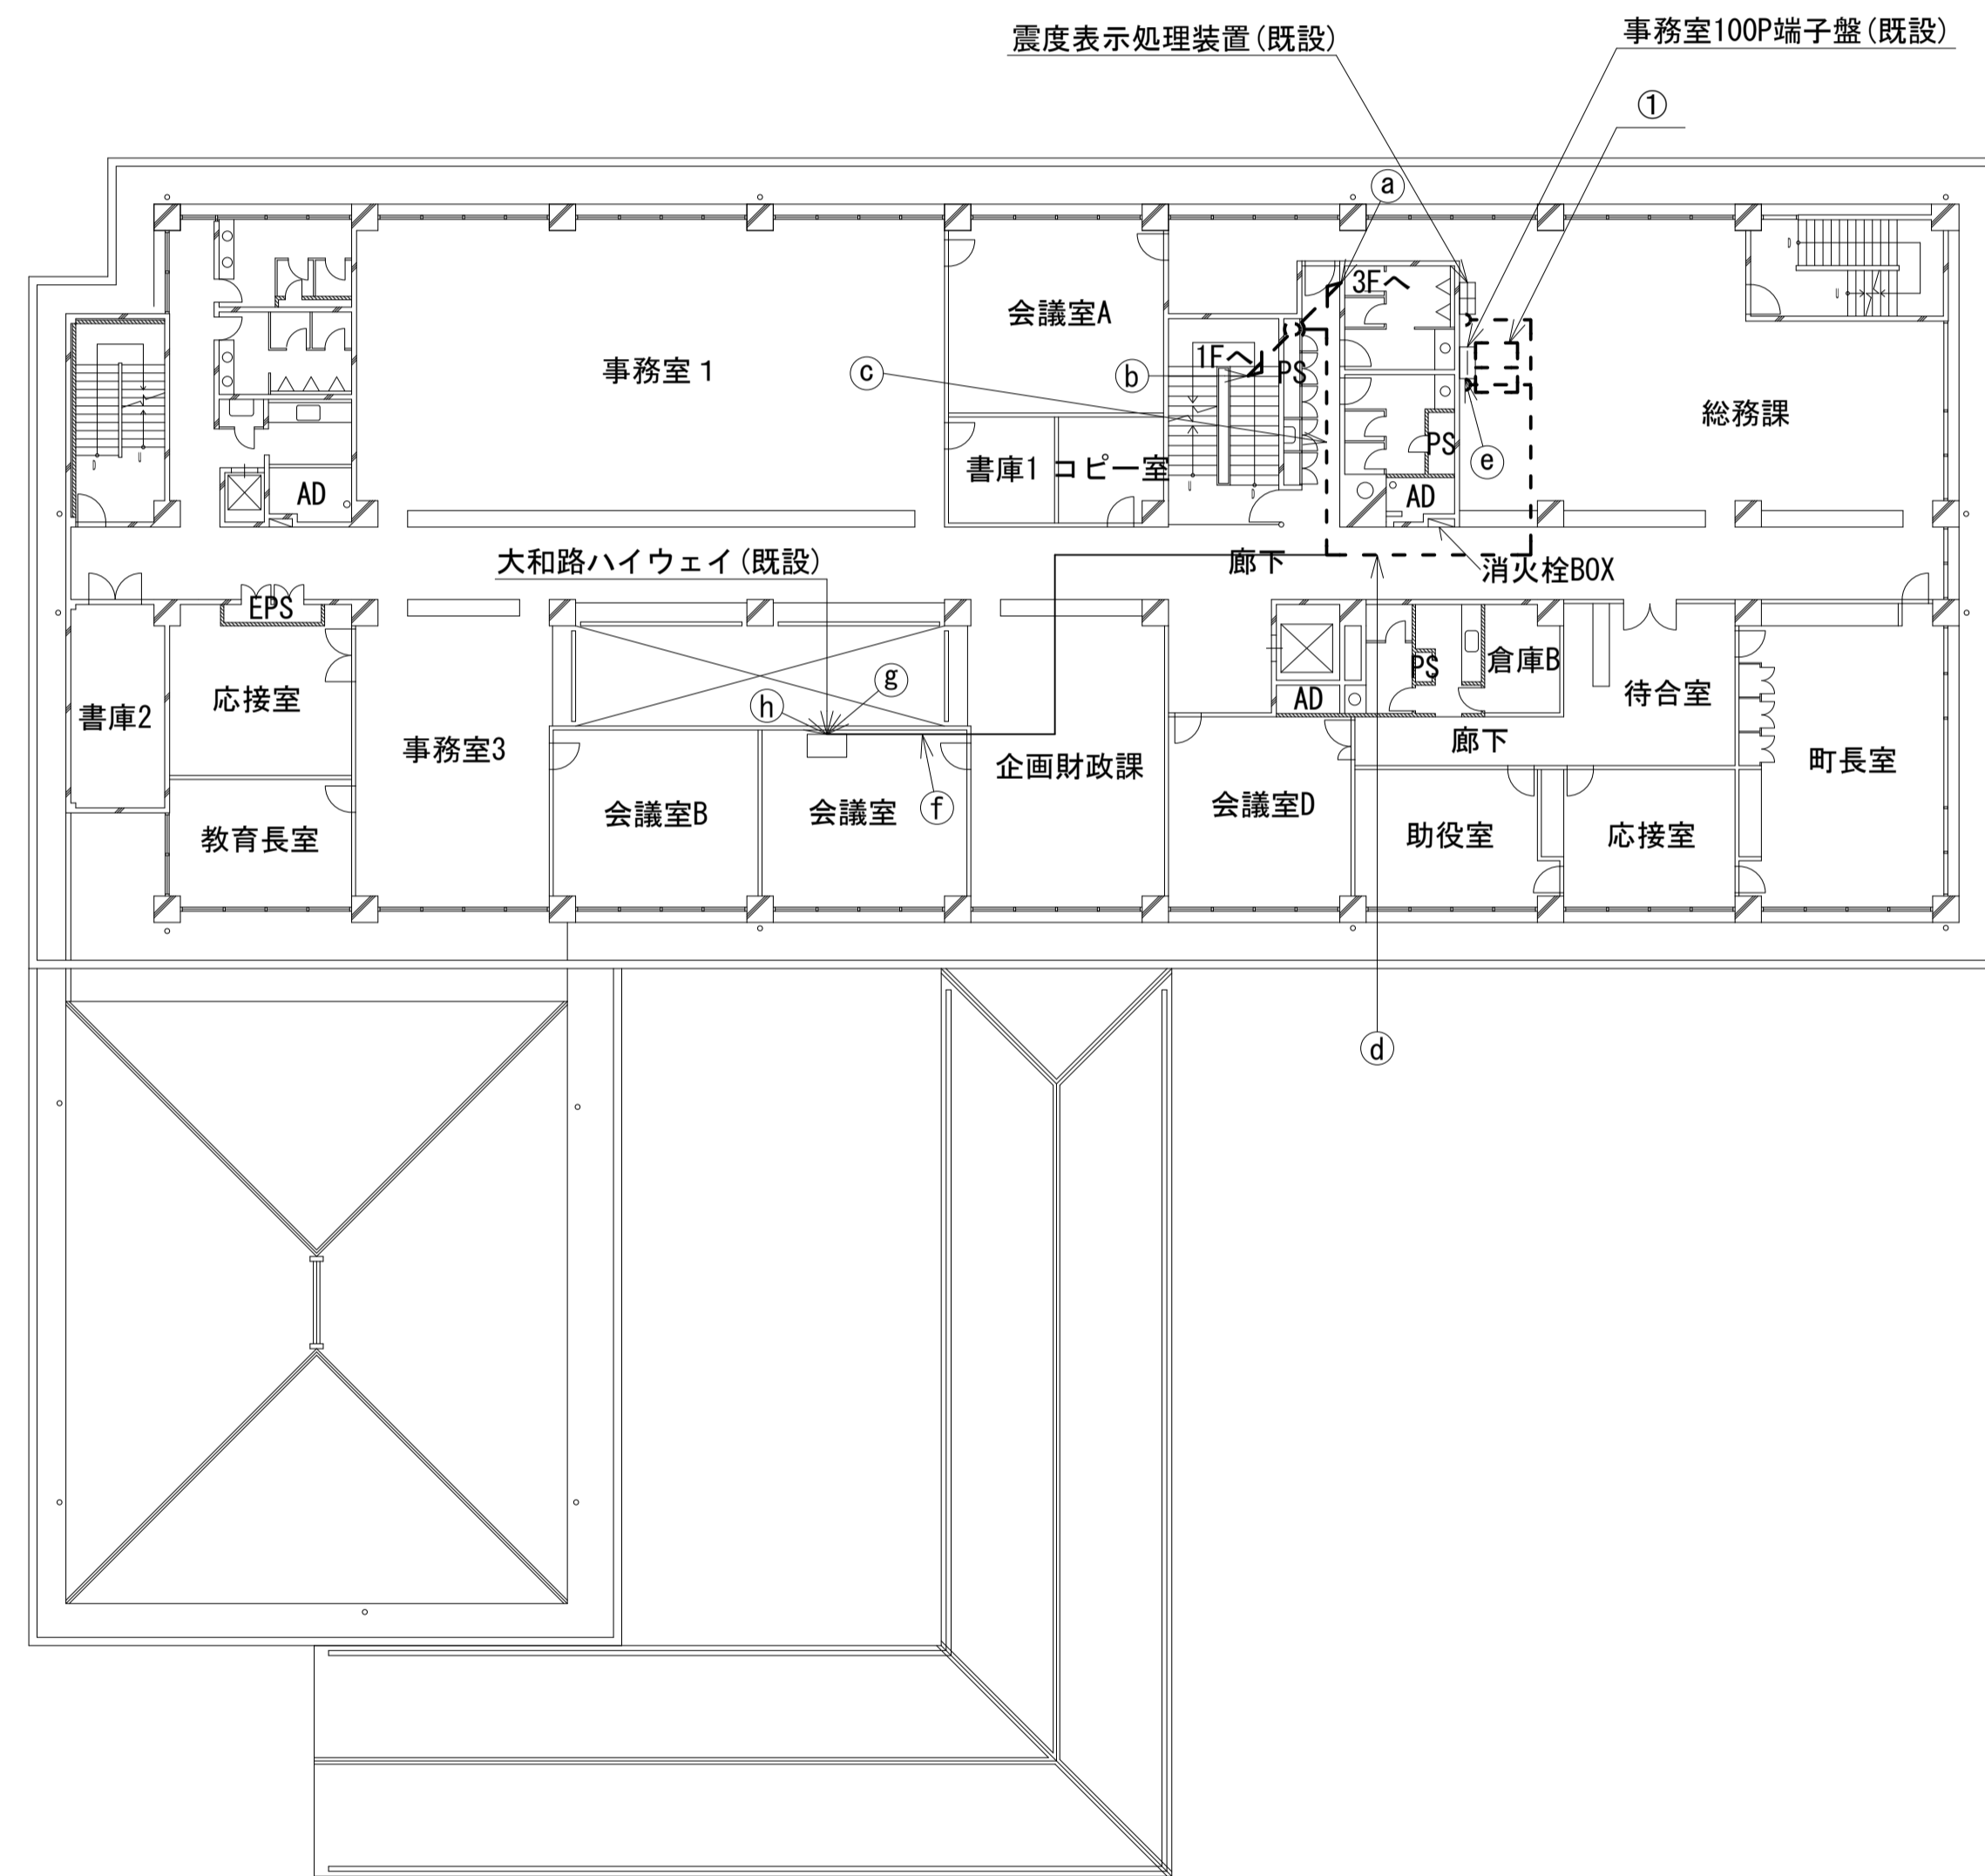 震度表示処理装置(既設)
事務室100P端子盤(既設)
①
ⓐ
3Fへ
会議室A
事務室1
1Fへ
PS
ⓒ
ⓑ
総務課
書庫1
コピー室
PS
ⓔ
AD
AD
大和路ハイウェイ(既設)
廊下
消火栓BOX
EPS
書庫2
応接室
事務室3
ⓗ
ⓖ
企画財政課
AD
PS
倉庫B
待合室
廊下
町長室
教育長室
会議室B
会議室
ⓕ
会議室D
助役室
応接室
ⓓ